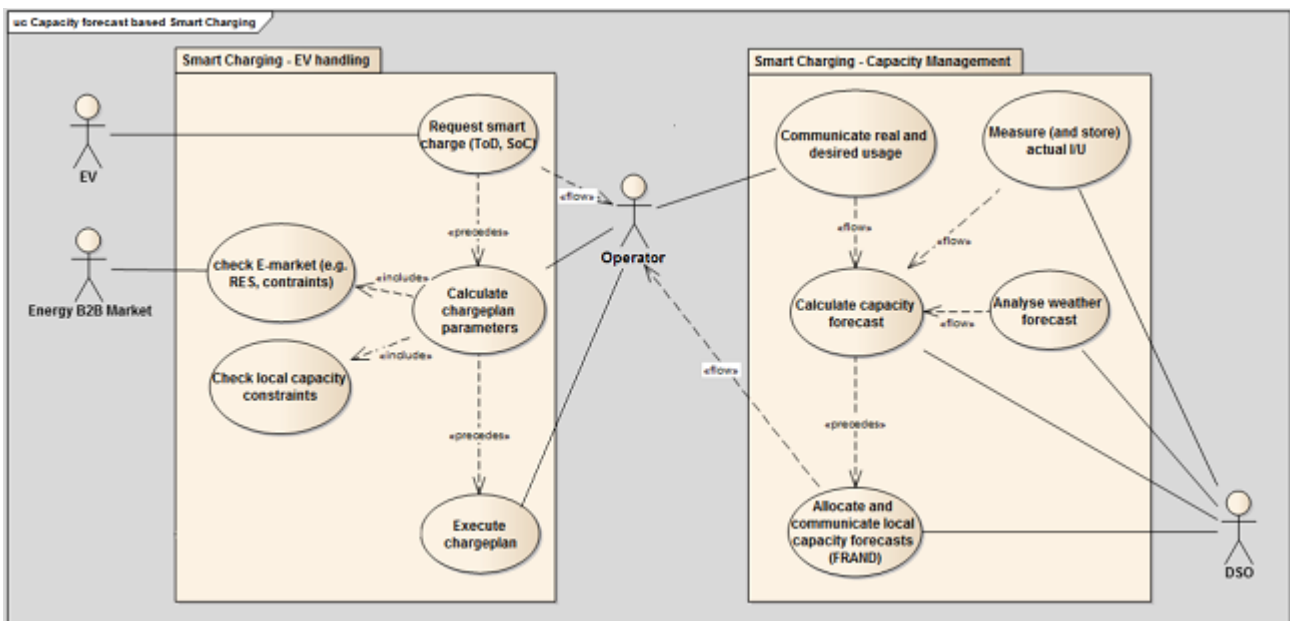 uc Capacity forecast based Smart Charging
Smart Charging - EV handling
Smart Charging - Capacity Management
EV
Request smart
charge (ToD, SoC)
«flow»
«precedes»
Energy B2B Market
check E-market (e.g.
RES, contraints)
«include»
Calculate
chargeplan
parameters
«include»
Check local capacity
constraints
«precedes»
Execute
chargeplan
Operator
«flow»
Communicate real and
desired usage
Measure (and store)
actual I/U
«flow»
«flow»
Calculate capacity
forecast
«flow»
Analyse weather
forecast
«precedes»
Allocate and
communicate local
capacity forecasts
(FRAND)
DSO